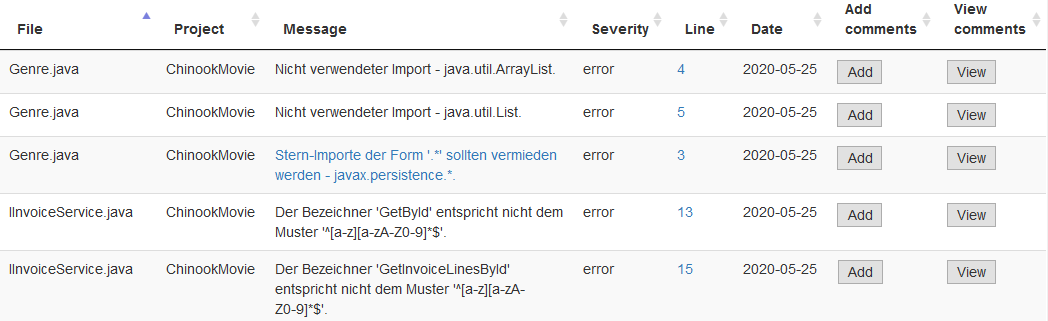 File Project Message Severity Line Date Add comments View comments
Genre.java ChinookMovie Nicht verwendeter Import - java.util.ArrayList. error 4 2020-05-25 Add View
Genre.java ChinookMovie Nicht verwendeter Import - java.util.List. error 5 2020-05-25 Add View
Genre.java ChinookMovie Stern-Importe der Form '.*' sollten vermieden error 3 2020-05-25 Add View
werden - javax.persistence.*.
IInvoiceService.java ChinookMovie Der Bezeichner 'GetById' entspricht nicht dem error 13 2020-05-25 Add View
Muster '^[a-z][a-zA-Z0-9]*$'.
IInvoiceService.java ChinookMovie Der Bezeichner 'GetInvoiceLinesById' error 15 2020-05-25 Add View
entspricht nicht dem Muster '^[a-z][a-zA-
Z0-9]*$'.